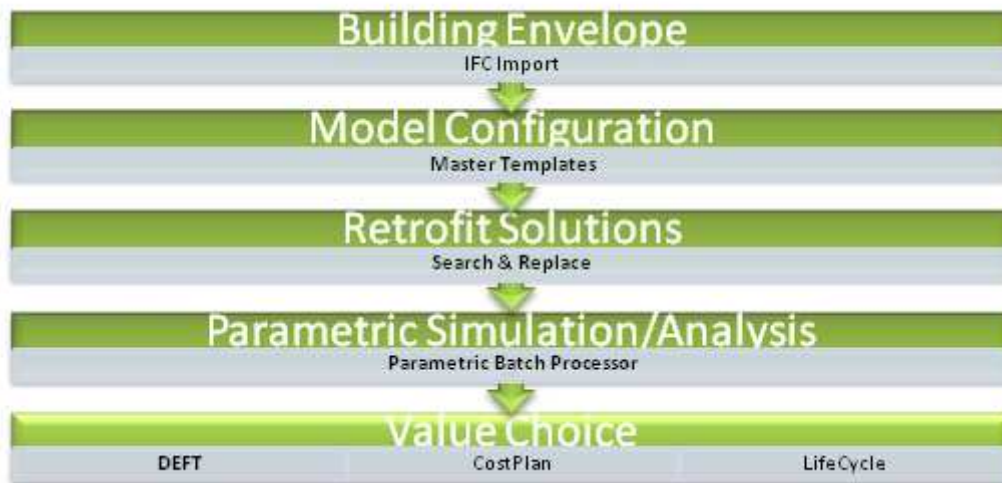 Building Envelope
IFC Import
Model Configuration
Master Templates
Retrofit Solutions
Search & Replace
Parametric Simulation/Analysis
Parametric Batch Processor
Value Choice
DEFT CostPlan LifeCycle